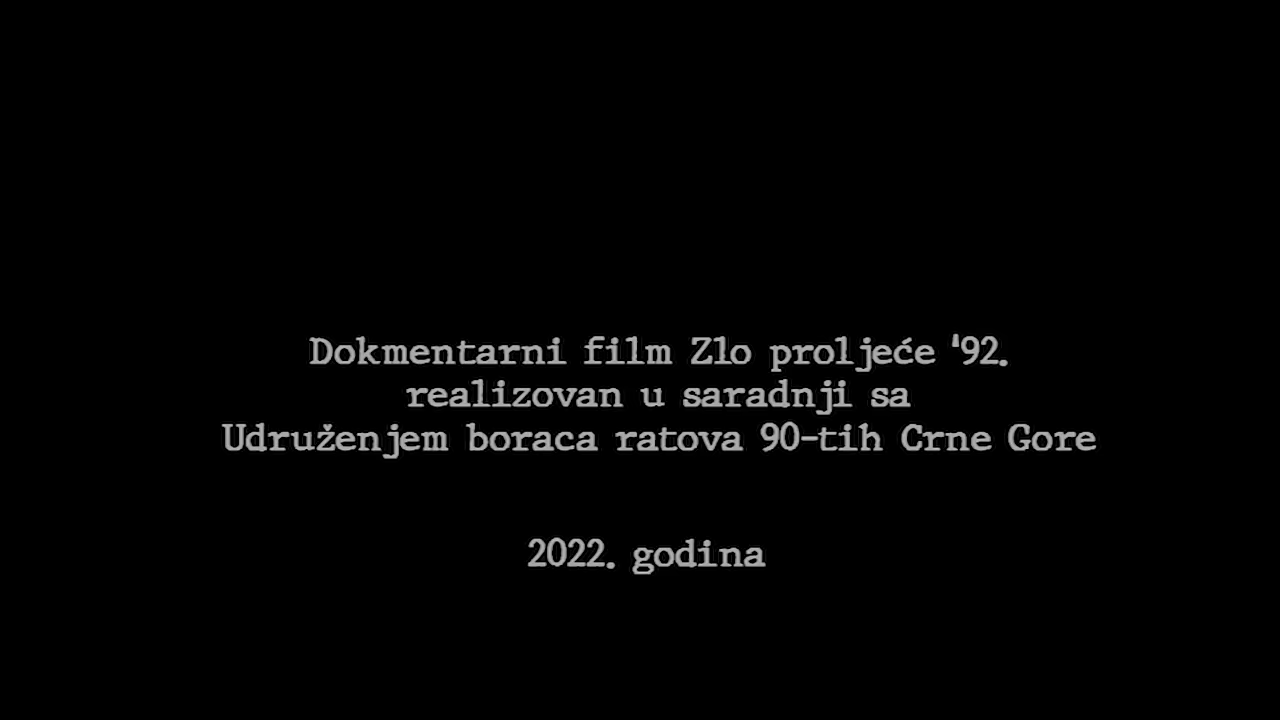 Dokmentarni film Zlo proljeće '92.
realizovan u saradnji sa
Udruženjem boraca ratova 90-tih Crne Gore
2022. godina